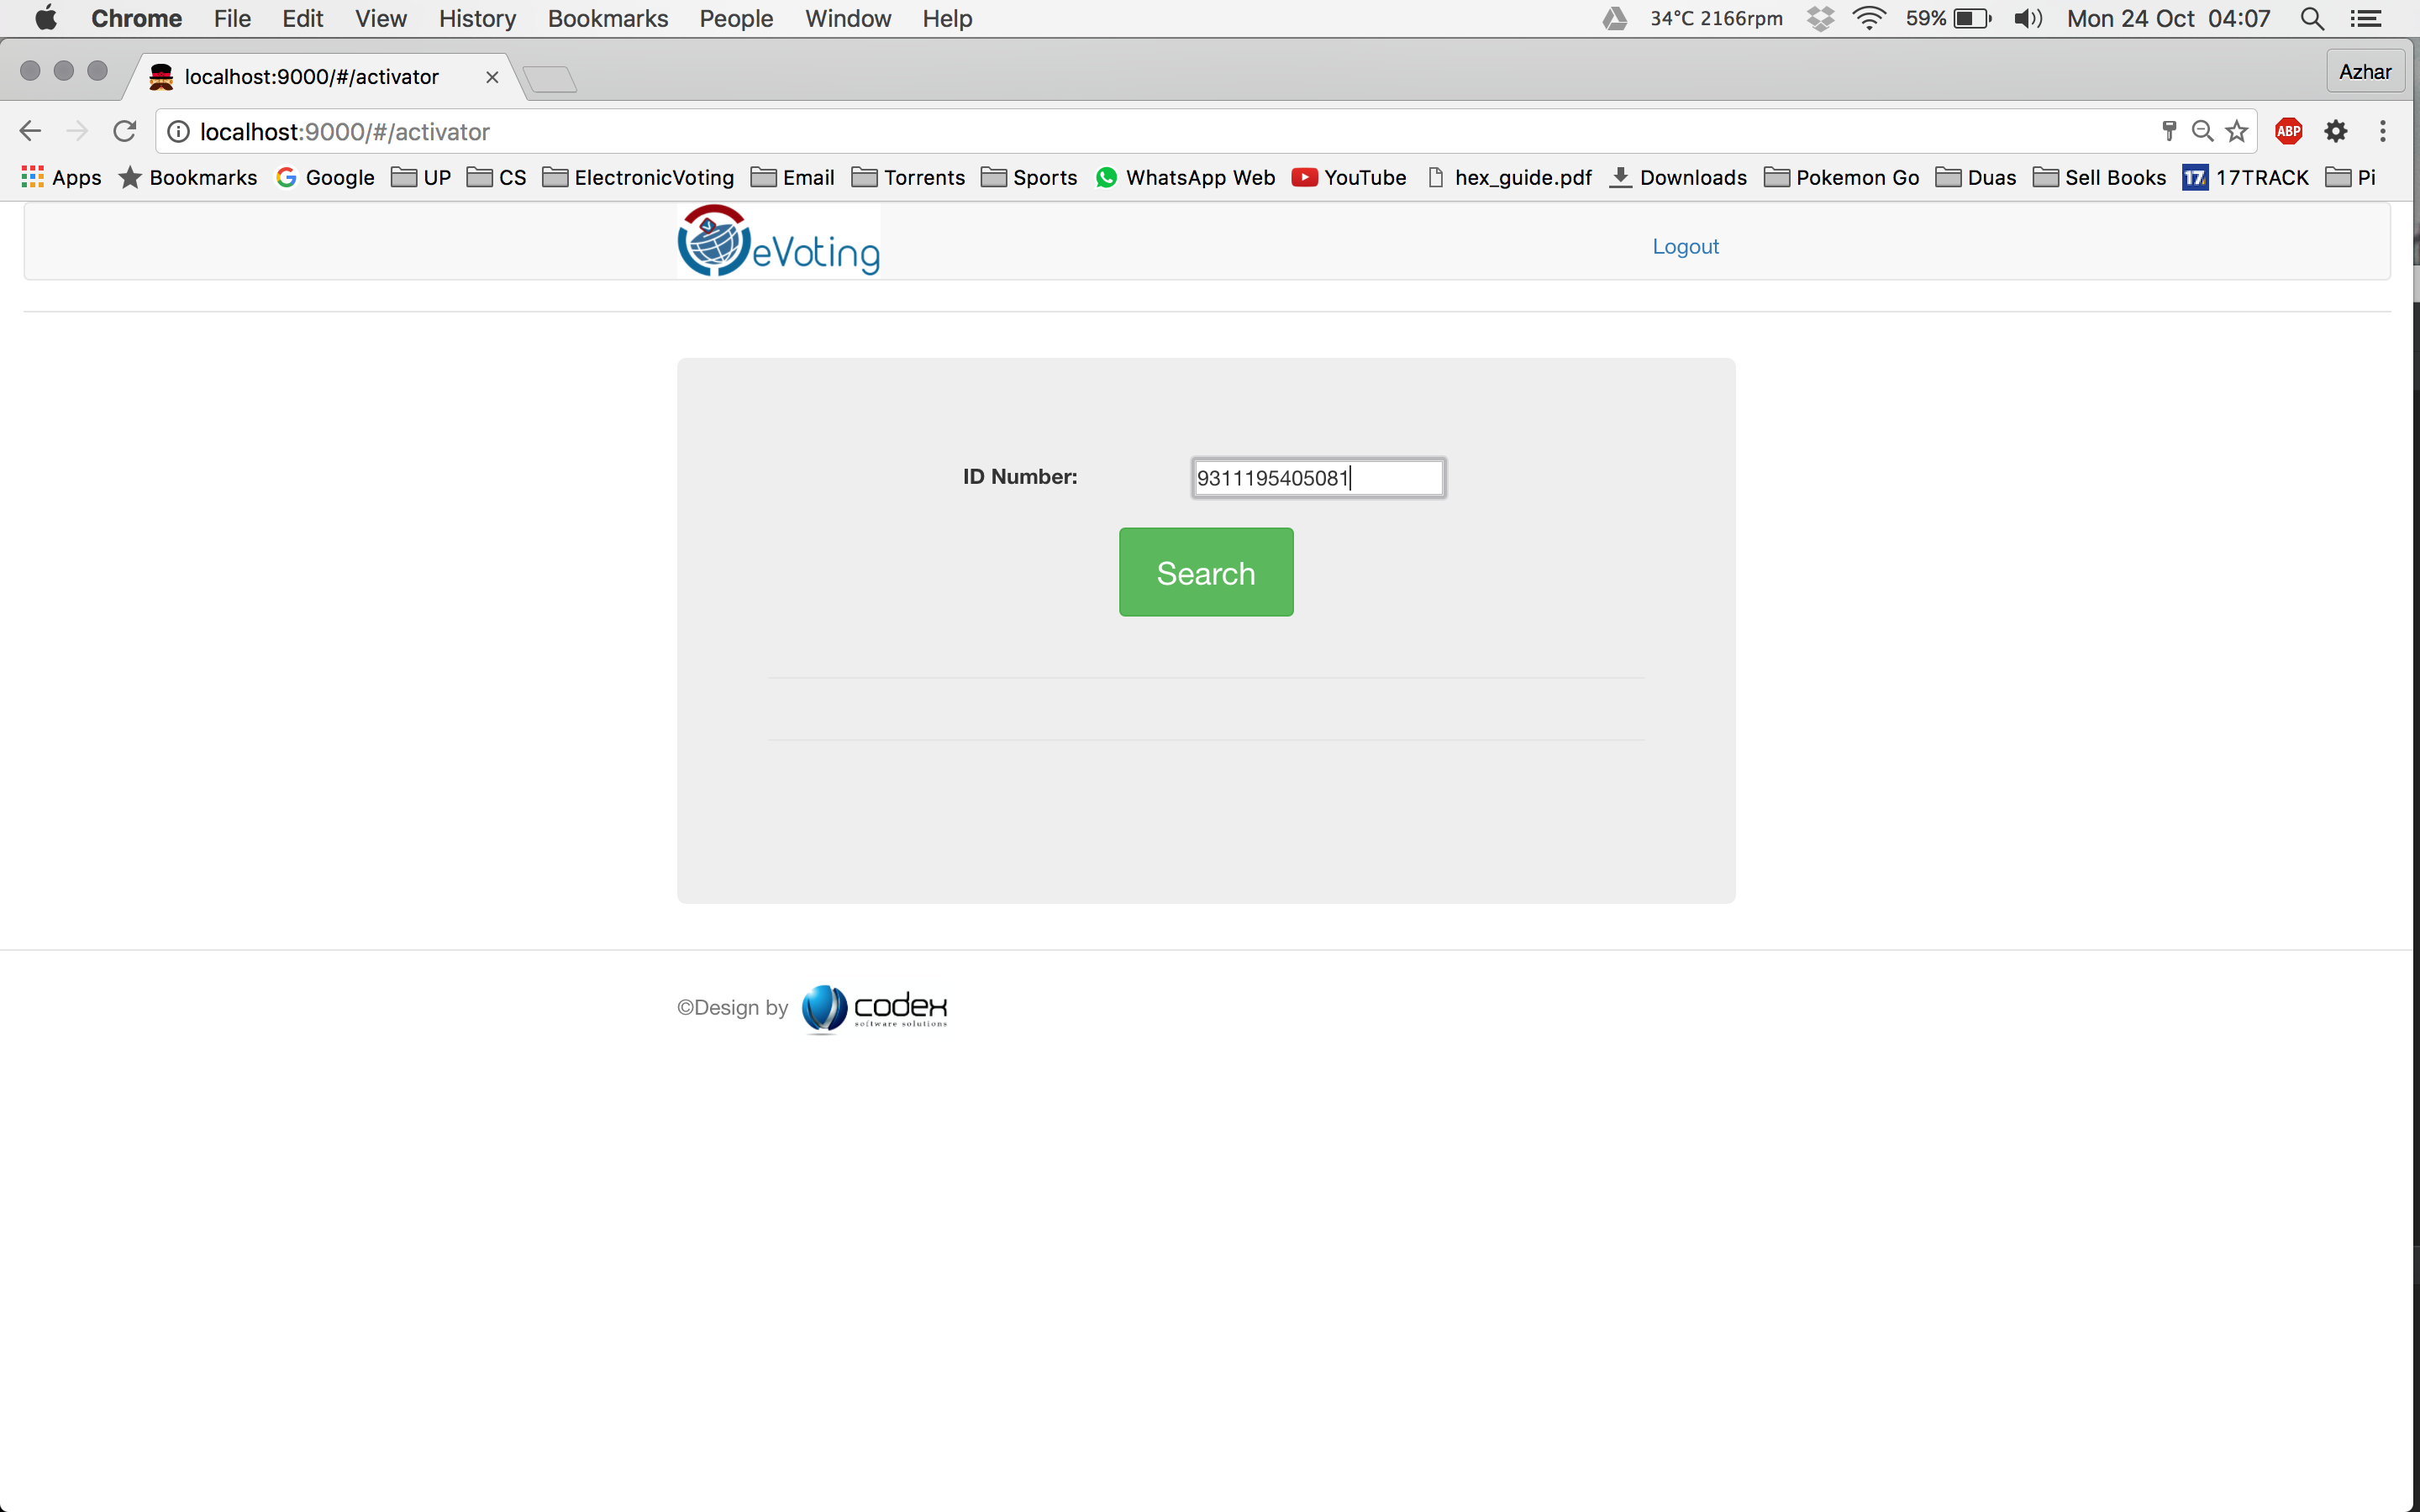 Chrome File Edit View History Bookmarks People Window Help 34°C 2166rpm 59% Mon 24 Oct 04:07
localhost:9000/#/activator Azhar
localhost:9000/#/activator ABP
Apps Bookmarks Google UP CS ElectronicVoting Email Torrents Sports WhatsApp Web YouTube hex_guide.pdf Downloads Pokemon Go Duas Sell Books 17 17TRACK Pi
eVoting Logout
ID Number: 9311195405081
Search
©Design by codex
software solutions